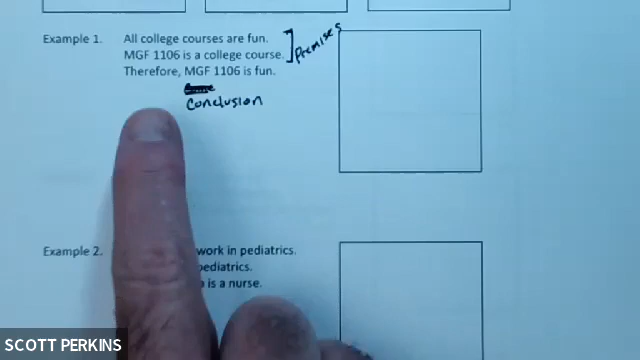 Example 1. All college courses are fun.
MGF 1106 is a college course.
Premises
Therefore, MGF 1106 is fun.
Conclusion
Example 2. work in pediatrics.
pediatrics.
is a nurse.
SCOTT PERKINS